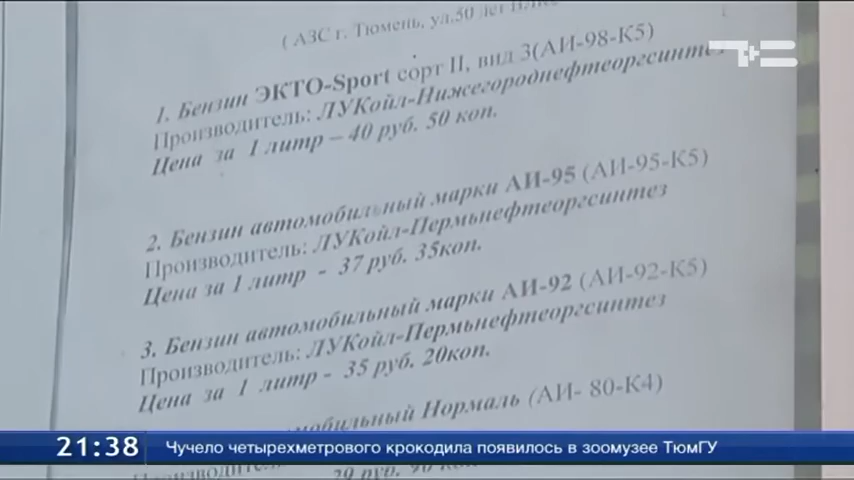 ( АЗС г. Тюмень, ул.50 лет
1. Бензин ЭКТО-Sport сорт II, вид 3(АИ-98-К5)
Производитель: ЛУКойл-Нижегороднефтеоргсинтез
Цена за 1 литр – 40 руб. 50 коп.
2. Бензин автомобильный марки АИ-95 (АИ-95-К5)
Производитель: ЛУКойл-Пермьнефтеоргсинтез
Цена за 1 литр - 37 руб. 35коп.
3. Бензин автомобильный марки АИ-92 (АИ-92-К5)
Производитель: ЛУКойл-Пермьнефтеоргсинтез
Цена за 1 литр - 35 руб. 20коп.
Нормаль (АИ- 80-К4)
21:38 Чучело четырехметрового крокодила появилось в зоомузее ТюмГУ